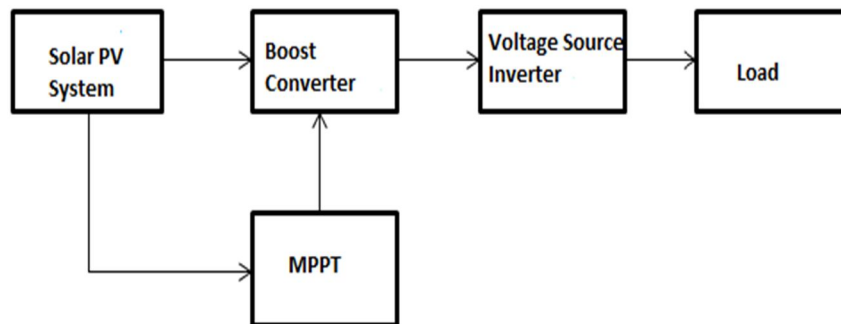 Solar PV
System
Boost
Converter
Voltage Source
Inverter
Load
MPPT